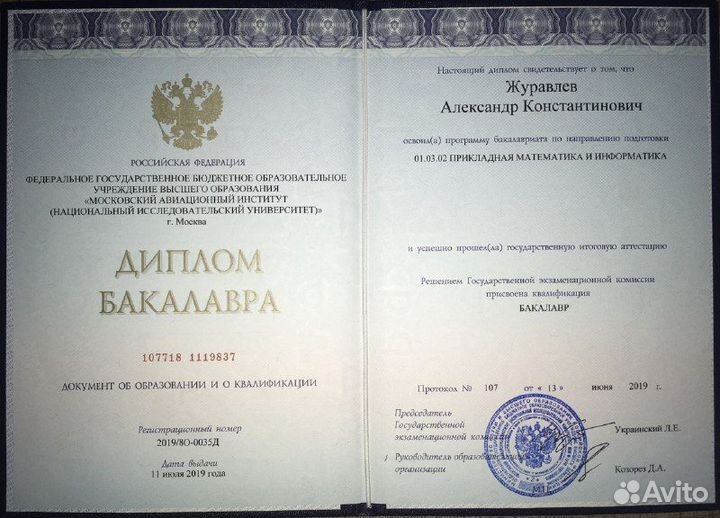 РОССИЙСКАЯ ФЕДЕРАЦИЯ
ФЕДЕРАЛЬНОЕ ГОСУДАРСТВЕННОЕ БЮДЖЕТНОЕ ОБРАЗОВАТЕЛЬНОЕ
УЧРЕЖДЕНИЕ ВЫСШЕГО ОБРАЗОВАНИЯ
«МОСКОВСКИЙ АВИАЦИОННЫЙ ИНСТИТУТ
(НАЦИОНАЛЬНЫЙ ИССЛЕДОВАТЕЛЬСКИЙ УНИВЕРСИТЕТ)»
г. Москва
ДИПЛОМ
БАКАЛАВРА
107718 1119837
ДОКУМЕНТ ОБ ОБРАЗОВАНИИ И О КВАЛИФИКАЦИИ
Регистрационный номер
2019/8О-0035Д
Дата выдачи
11 июля 2019 года
Настоящий диплом свидетельствует о том, что
Журавлев
Александр Константинович
освоил(а) программу бакалавриата по направлению подготовки
01.03.02 ПРИКЛАДНАЯ МАТЕМАТИКА И ИНФОРМАТИКА
и успешно прошел(ла) государственную итоговую аттестацию
Решением Государственной экзаменационной комиссии
присвоена квалификация
БАКАЛАВР
Протокол № 107 от « 13 » июня 2019 г.
Председатель
Государственной
экзаменационной комиссии
Украинский Л.Е.
Руководитель образовательной
организации
Козорез Д.А.
Avito